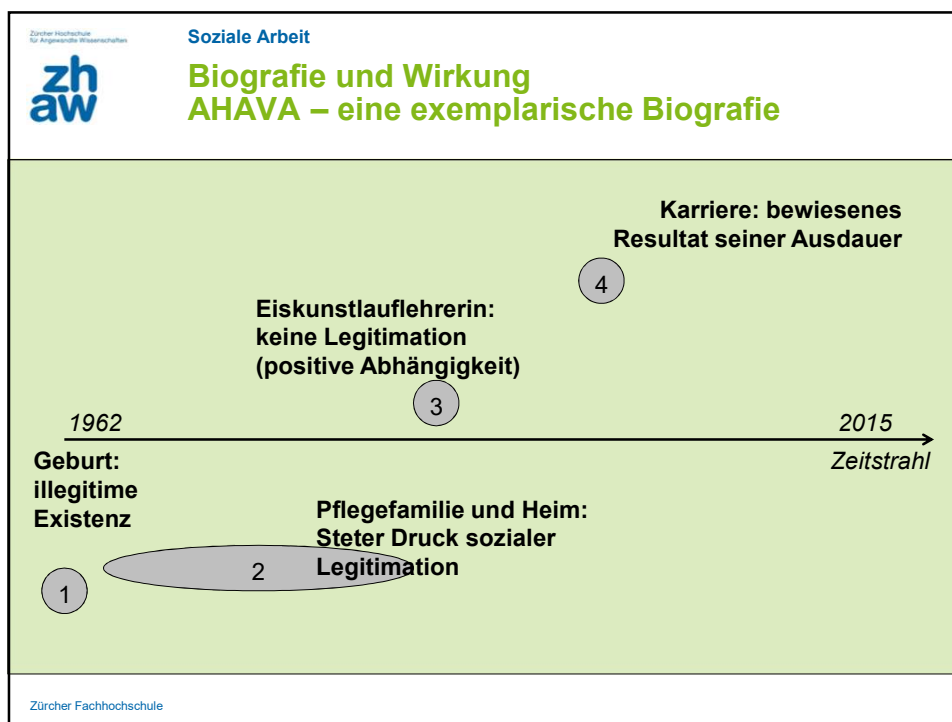 Zürcher Hochschule
für Angewandte Wissenschaften
zh
aw
Soziale Arbeit
Biografie und Wirkung
AHAVA – eine exemplarische Biografie
Karriere: bewiesenes
Resultat seiner Ausdauer
4
Eiskunstlauflehrerin:
keine Legitimation
(positive Abhängigkeit)
3
1962
2015
Zeitstrahl
Geburt:
illegitime
Existenz
Pflegefamilie und Heim:
Steter Druck sozialer
Legitimation
2
1
Zürcher Fachhochschule